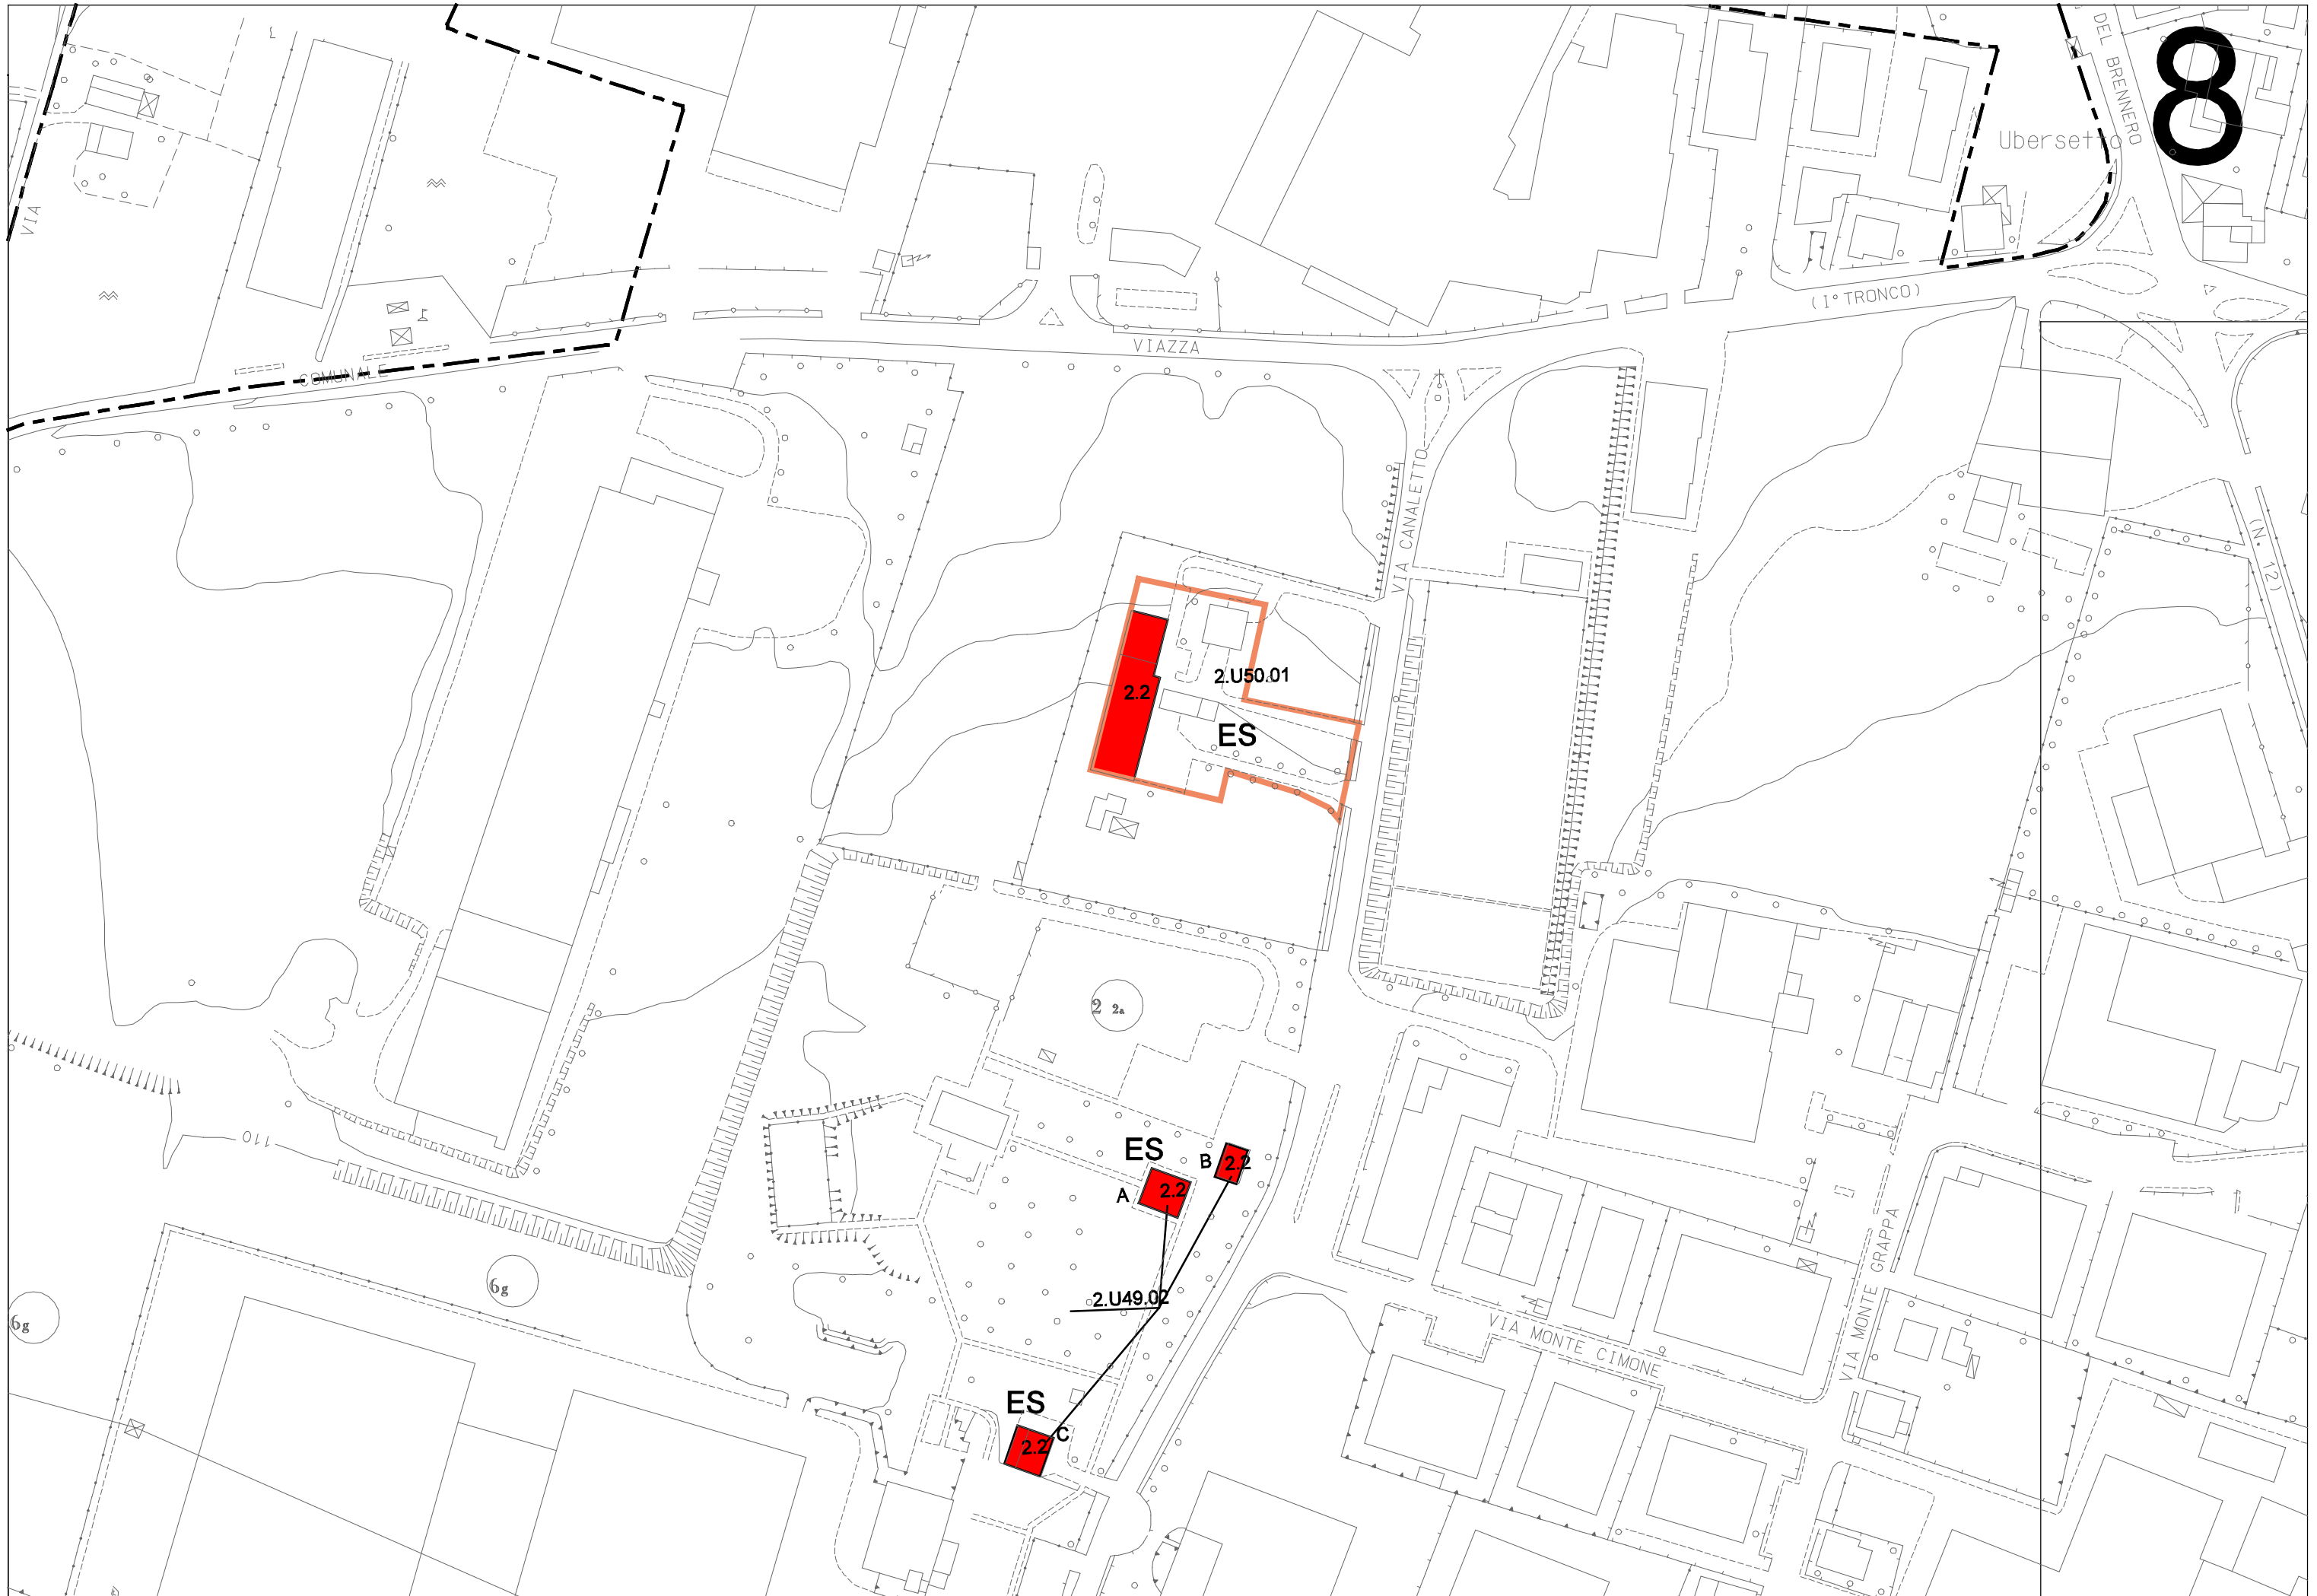 8
DEL BRENNERO
Ubersetto
VIA
(I° TRONCO)
VIAZZA
COMUNALE
VIA CANALETTO
(N. 12)
2.U50.01
2.2
ES
2 2a
110
ES
B 2.2
A 2.2
6g
6g
2.U49.02
VIA MONTE GRAPPA
VIA MONTE CIMONE
ES
C
2.2